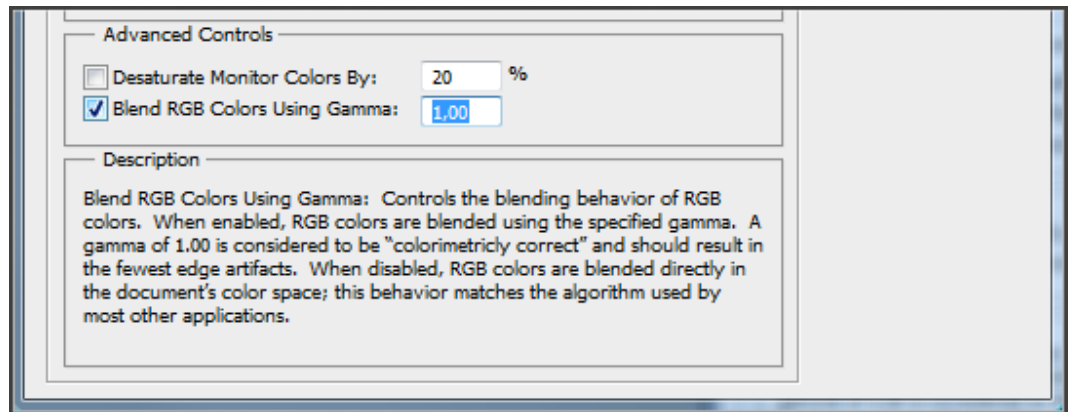 Advanced Controls
Desaturate Monitor Colors By: 20 %
Blend RGB Colors Using Gamma: 1,00
Description
Blend RGB Colors Using Gamma: Controls the blending behavior of RGB
colors. When enabled, RGB colors are blended using the specified gamma. A
gamma of 1.00 is considered to be “colorimetricly correct” and should result in
the fewest edge artifacts. When disabled, RGB colors are blended directly in
the document’s color space; this behavior matches the algorithm used by
most other applications.